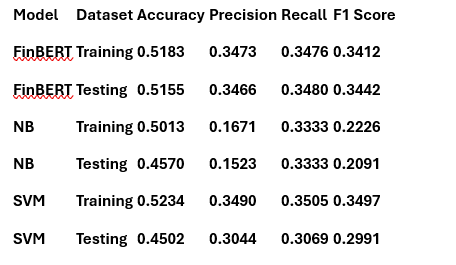 Model Dataset Accuracy Precision Recall F1 Score
FinBERT Training 0.5183 0.3473 0.3476 0.3412
FinBERT Testing 0.5155 0.3466 0.3480 0.3442
NB Training 0.5013 0.1671 0.3333 0.2226
NB Testing 0.4570 0.1523 0.3333 0.2091
SVM Training 0.5234 0.3490 0.3505 0.3497
SVM Testing 0.4502 0.3044 0.3069 0.2991